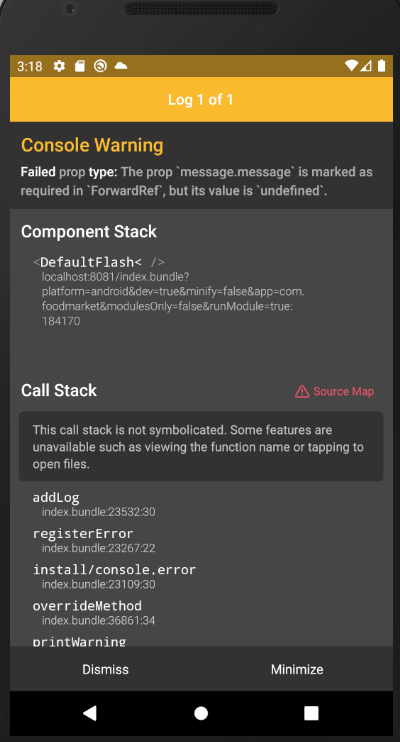 3:18
Log 1 of 1
Console Warning
Failed prop type: The prop `message.message` is marked as
required in `ForwardRef`, but its value is `undefined`.
Component Stack
<DefaultFlash< />
localhost:8081/index.bundle?
platform=android&dev=true&minify=false&app=com.
foodmarket&modulesOnly=false&runModule=true:
184170
Call Stack
Source Map
This call stack is not symbolicated. Some features are
unavailable such as viewing the function name or tapping to
open files.
addLog
index.bundle:23532:30
registerError
index.bundle:23267:22
install/console.error
index.bundle:23109:30
overrideMethod
index.bundle:36861:34
printWarning
Dismiss
Minimize